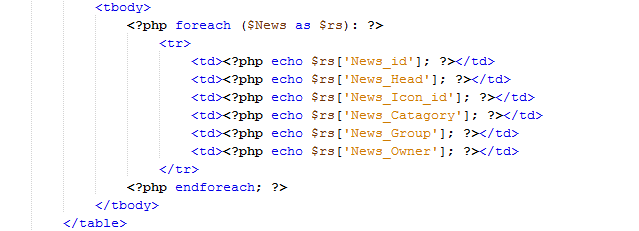 <tbody>
<?php foreach ($News as $rs): ?>
<tr>
<td><?php echo $rs['News_id']; ?></td>
<td><?php echo $rs['News_Head']; ?></td>
<td><?php echo $rs['News_Icon_id']; ?></td>
<td><?php echo $rs['News_Catagory']; ?></td>
<td><?php echo $rs['News_Group']; ?></td>
<td><?php echo $rs['News_Owner']; ?></td>
</tr>
<?php endforeach; ?>
</tbody>
</table>